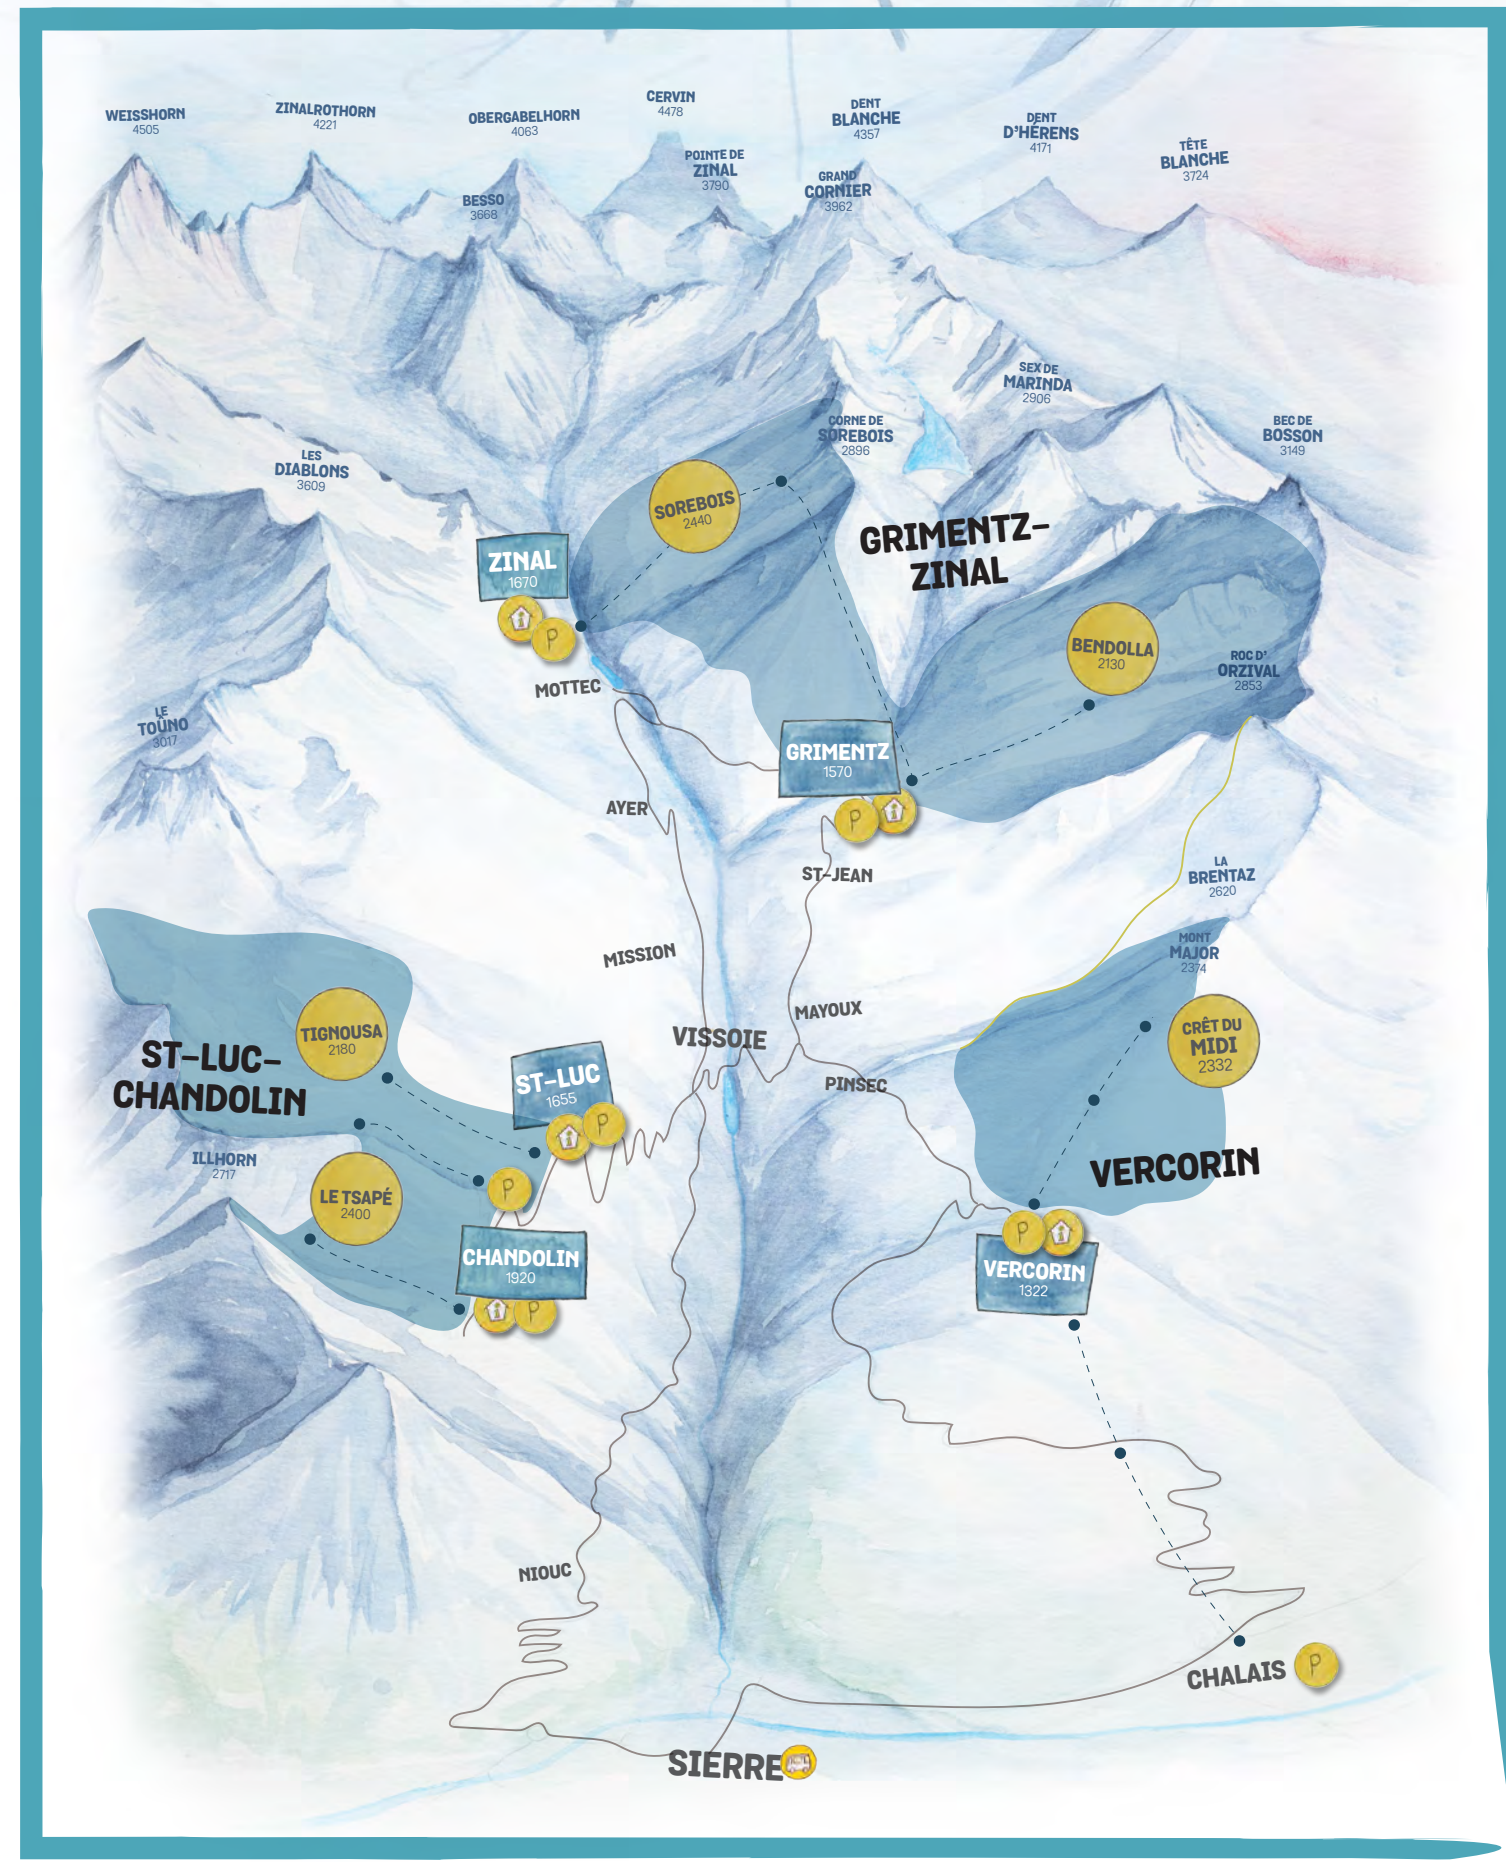 WEISSHORN
4505
ZINALROTHORN
4221
OBERGABELHORN
4063
CERVIN
4478
DENT
BLANCHE
4357
DENT
D'HÉRENS
4171
TÊTE
BLANCHE
3724
POINTE DE
ZINAL
3790
GRAND
CORNIER
3962
BESSO
3668
SEX DE
MARINDA
2906
CORNE DE
SOREBOIS
2896
BEC DE
BOSSON
3149
LES
DIABLONS
3609
SOREBOIS
2440
GRIMENTZ-
ZINAL
ZINAL
1670
P
BENDOLLA
2130
ROC D'
ORZIVAL
2853
MOTTEC
LE
TOÛNO
3017
GRIMENTZ
1570
P
AYER
ST-JEAN
LA
BRENTAZ
2620
MISSION
MONT
MAJOR
2374
MAYOUX
VISSOIE
TIGNOUSA
2180
CRÊT DU
MIDI
2332
ST-LUC-
CHANDOLIN
ST-LUC
1655
P
PINSEC
ILLHORN
2717
VERCORIN
LE TSAPÉ
2400
P
P
CHANDOLIN
1920
P
VERCORIN
1322
NIOUC
CHALAIS
P
SIERRE